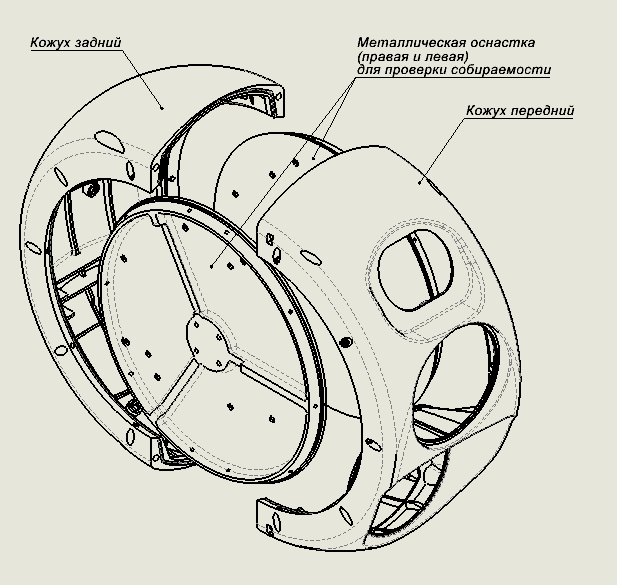 Кожух задний
Металлическая оснастка
(правая и левая)
для проверки собираемости
Кожух передний